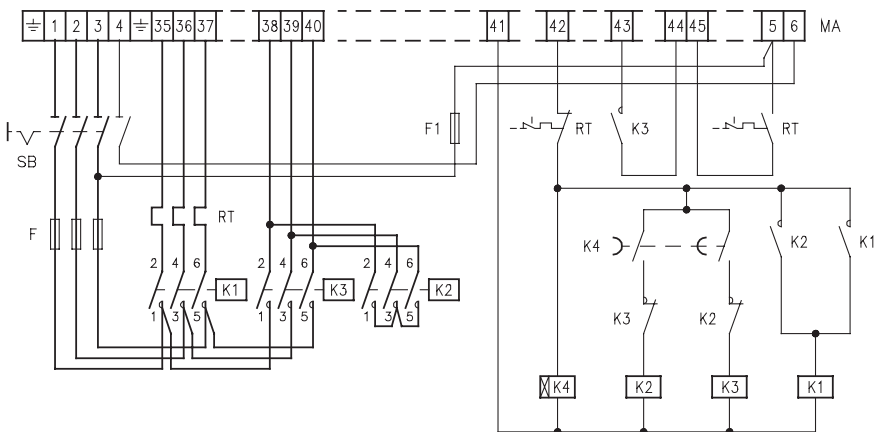 1 2 3 4 35 36 37 38 39 40 41 42 43 44 45 5 6 MA
SB F1 RT K3 RT
F RT K4 K2 K1
2 4 6 K1 2 4 6 K3 2 4 6 K2
1 3 5 1 3 5 1 3 5
K3 K2
K4 K2 K3 K1